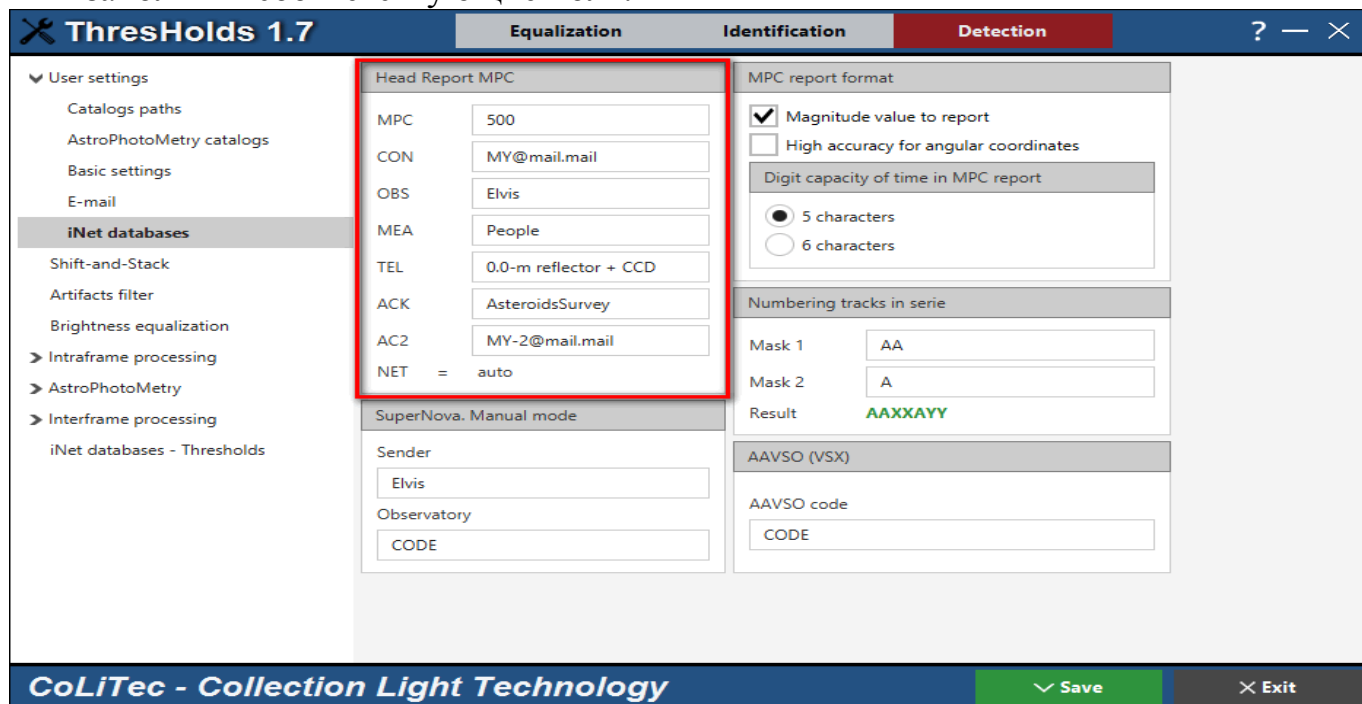 ThresHolds 1.7
Equalization
Identification
Detection
?
User settings
Catalogs paths
AstroPhotoMetry catalogs
Basic settings
E-mail
iNet databases
Shift-and-Stack
Artifacts filter
Brightness equalization
Intraframe processing
AstroPhotoMetry
Interframe processing
iNet databases - Thresholds
Head Report MPC
MPC 500
CON MY@mail.mail
OBS Elvis
MEA People
TEL 0.0-m reflector + CCD
ACK AsteroidsSurvey
AC2 MY-2@mail.mail
NET = auto
SuperNova. Manual mode
Sender
Elvis
Observatory
CODE
MPC report format
Magnitude value to report
High accuracy for angular coordinates
Digit capacity of time in MPC report
5 characters
6 characters
Numbering tracks in serie
Mask 1 AA
Mask 2 A
Result AAXXAYY
AAVSO (VSX)
AAVSO code
CODE
CoLiTec - Collection Light Technology
Save
Exit